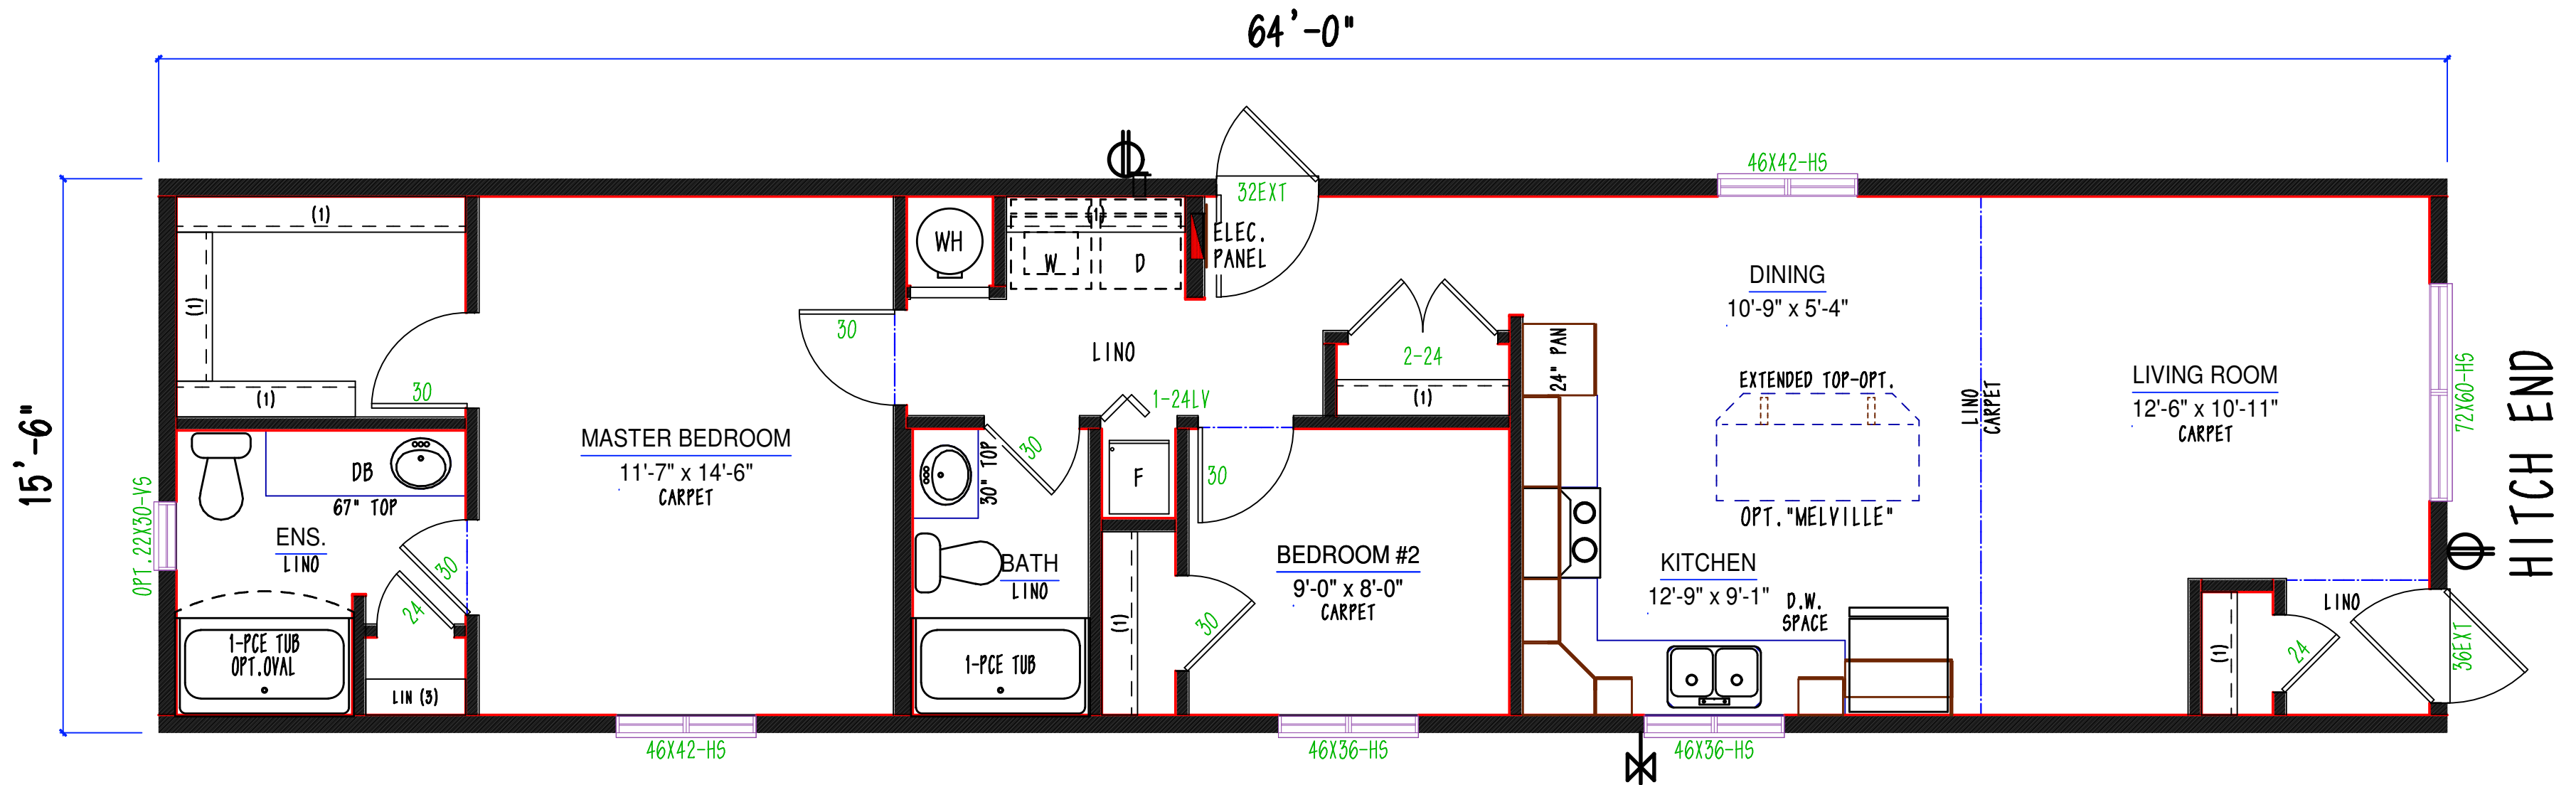 64'-0"
15'-6"
(1)
(1)
(1)
30
DB
67" TOP
ENS.
LINO
OPT.22X30-VS
1-PCE TUB
OPT.OVAL
30
24
LIN (3)
MASTER BEDROOM
11'-7" x 14'-6"
CARPET
46X42-HS
30
WH
(1)
W
D
ELEC.
PANEL
32EXT
LINO
1-24LV
30
30" TOP
F
BATH
LINO
1-PCE TUB
(1)
30
30
BEDROOM #2
9'-0" x 8'-0"
CARPET
46X36-HS
2-24
(1)
24" PAN
46X42-HS
DINING
10'-9" x 5'-4"
EXTENDED TOP-OPT.
OPT."MELVILLE"
KITCHEN
12'-9" x 9'-1"
D.W.
SPACE
46X36-HS
LINO
CARPET
LIVING ROOM
12'-6" x 10'-11"
CARPET
72X60-HS
HITCH END
LINO
(1)
24
36EXT